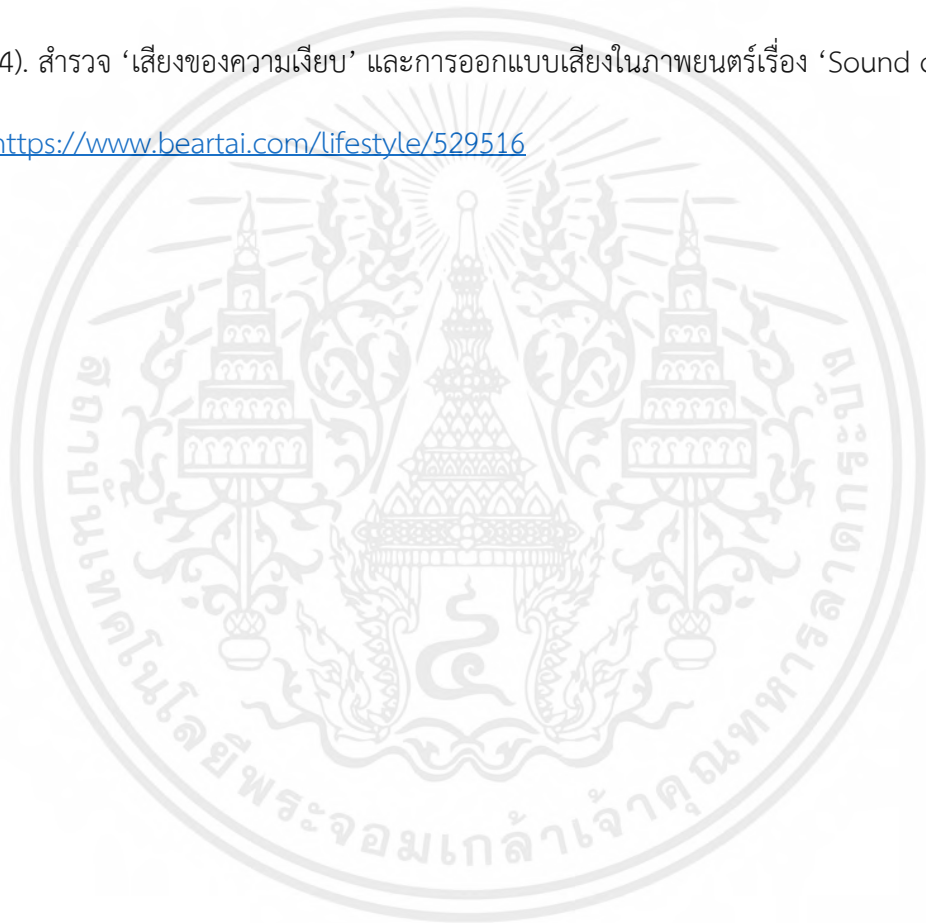 4). สำรวจ ‘เสียงของความเงียบ’ และการออกแบบเสียงในภาพยนตร์เรื่อง ‘Sound o
https://www.beartai.com/lifestyle/529516
สถาบันเทคโนโลยีพระจอมเกล้าเจ้าคุณทหารลาดกระบัง